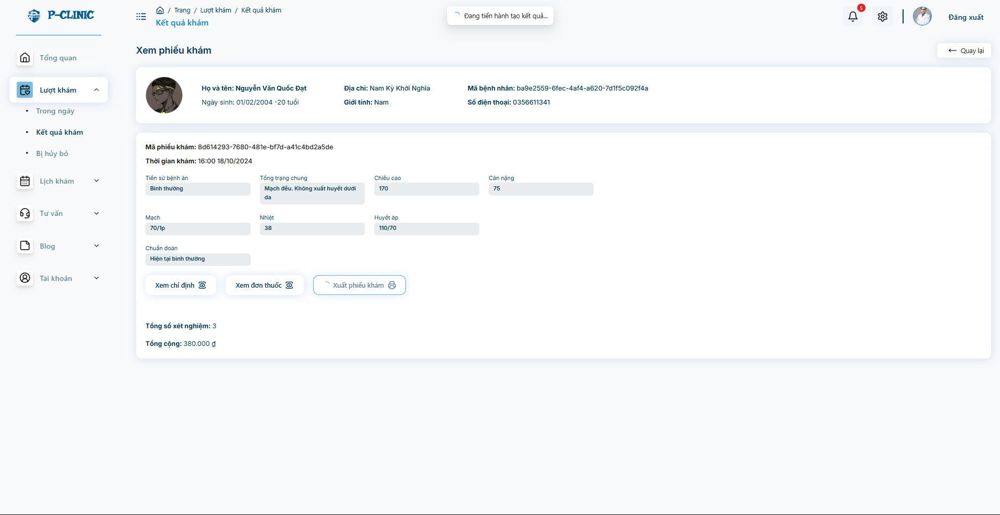 P-CLINIC
/ Trang / Lượt khám / Kết quả khám
Kết quả khám
Đang tiến hành tạo kết quả...
5
Đăng xuất
Tổng quan
Lượt khám
Trong ngày
Kết quả khám
Bị hủy bỏ
Lịch khám
Tư vấn
Blog
Tài khoản
Xem phiếu khám
Quay lại
Họ và tên: Nguyễn Văn Quốc Đạt
Ngày sinh: 01/02/2004 -20 tuổi
Địa chỉ: Nam Kỳ Khởi Nghĩa
Giới tính: Nam
Mã bệnh nhân: ba9e2559-6fec-4af4-a620-7d1f5c092f4a
Số điện thoại: 0356611341
Mã phiếu khám: 8d614293-7680-481e-bf7d-a41c4bd2a5de
Thời gian khám: 16:00 18/10/2024
Tiền sử bệnh án
Bình thường
Tổng trạng chung
Mạch đều. Không xuất huyết dưới
da
Chiều cao
170
Cân nặng
75
Mạch
70/1p
Nhiệt
38
Huyết áp
110/70
Chuẩn đoán
Hiện tại bình thường
Xem chỉ định
Xem đơn thuốc
Xuất phiếu khám
Tổng số xét nghiệm: 3
Tổng cộng: 380.000 ₫